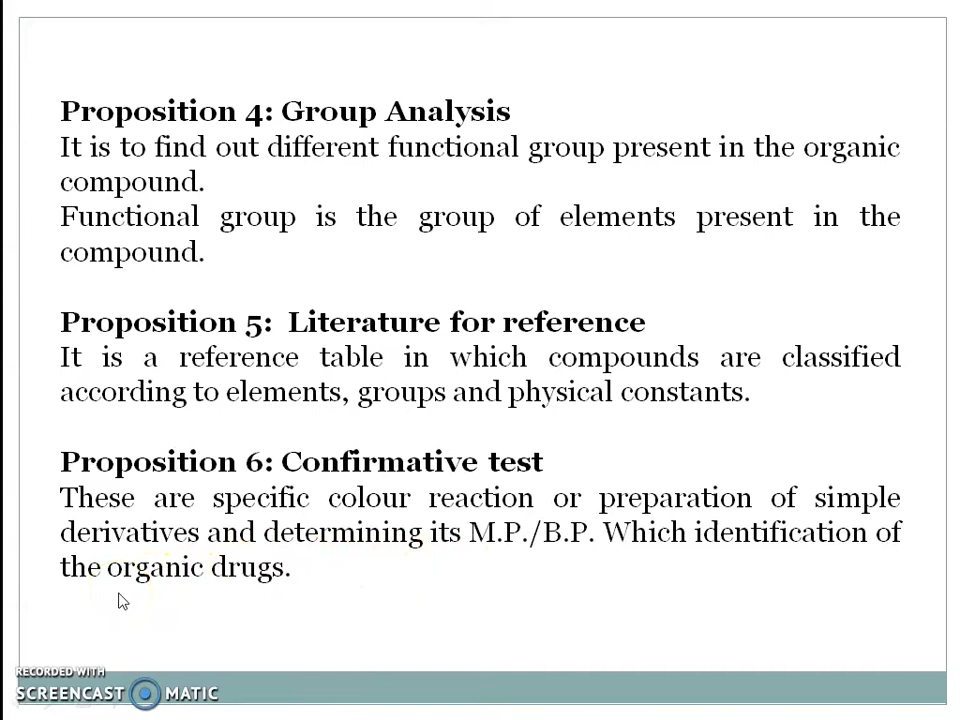 Proposition 4: Group Analysis
It is to find out different functional group present in the organic
compound.
Functional group is the group of elements present in the
compound.
Proposition 5: Literature for reference
It is a reference table in which compounds are classified
according to elements, groups and physical constants.
Proposition 6: Confirmative test
These are specific colour reaction or preparation of simple
derivatives and determining its M.P./B.P. Which identification of
the organic drugs.
RECORDED WITH
SCREENCAST MATIC